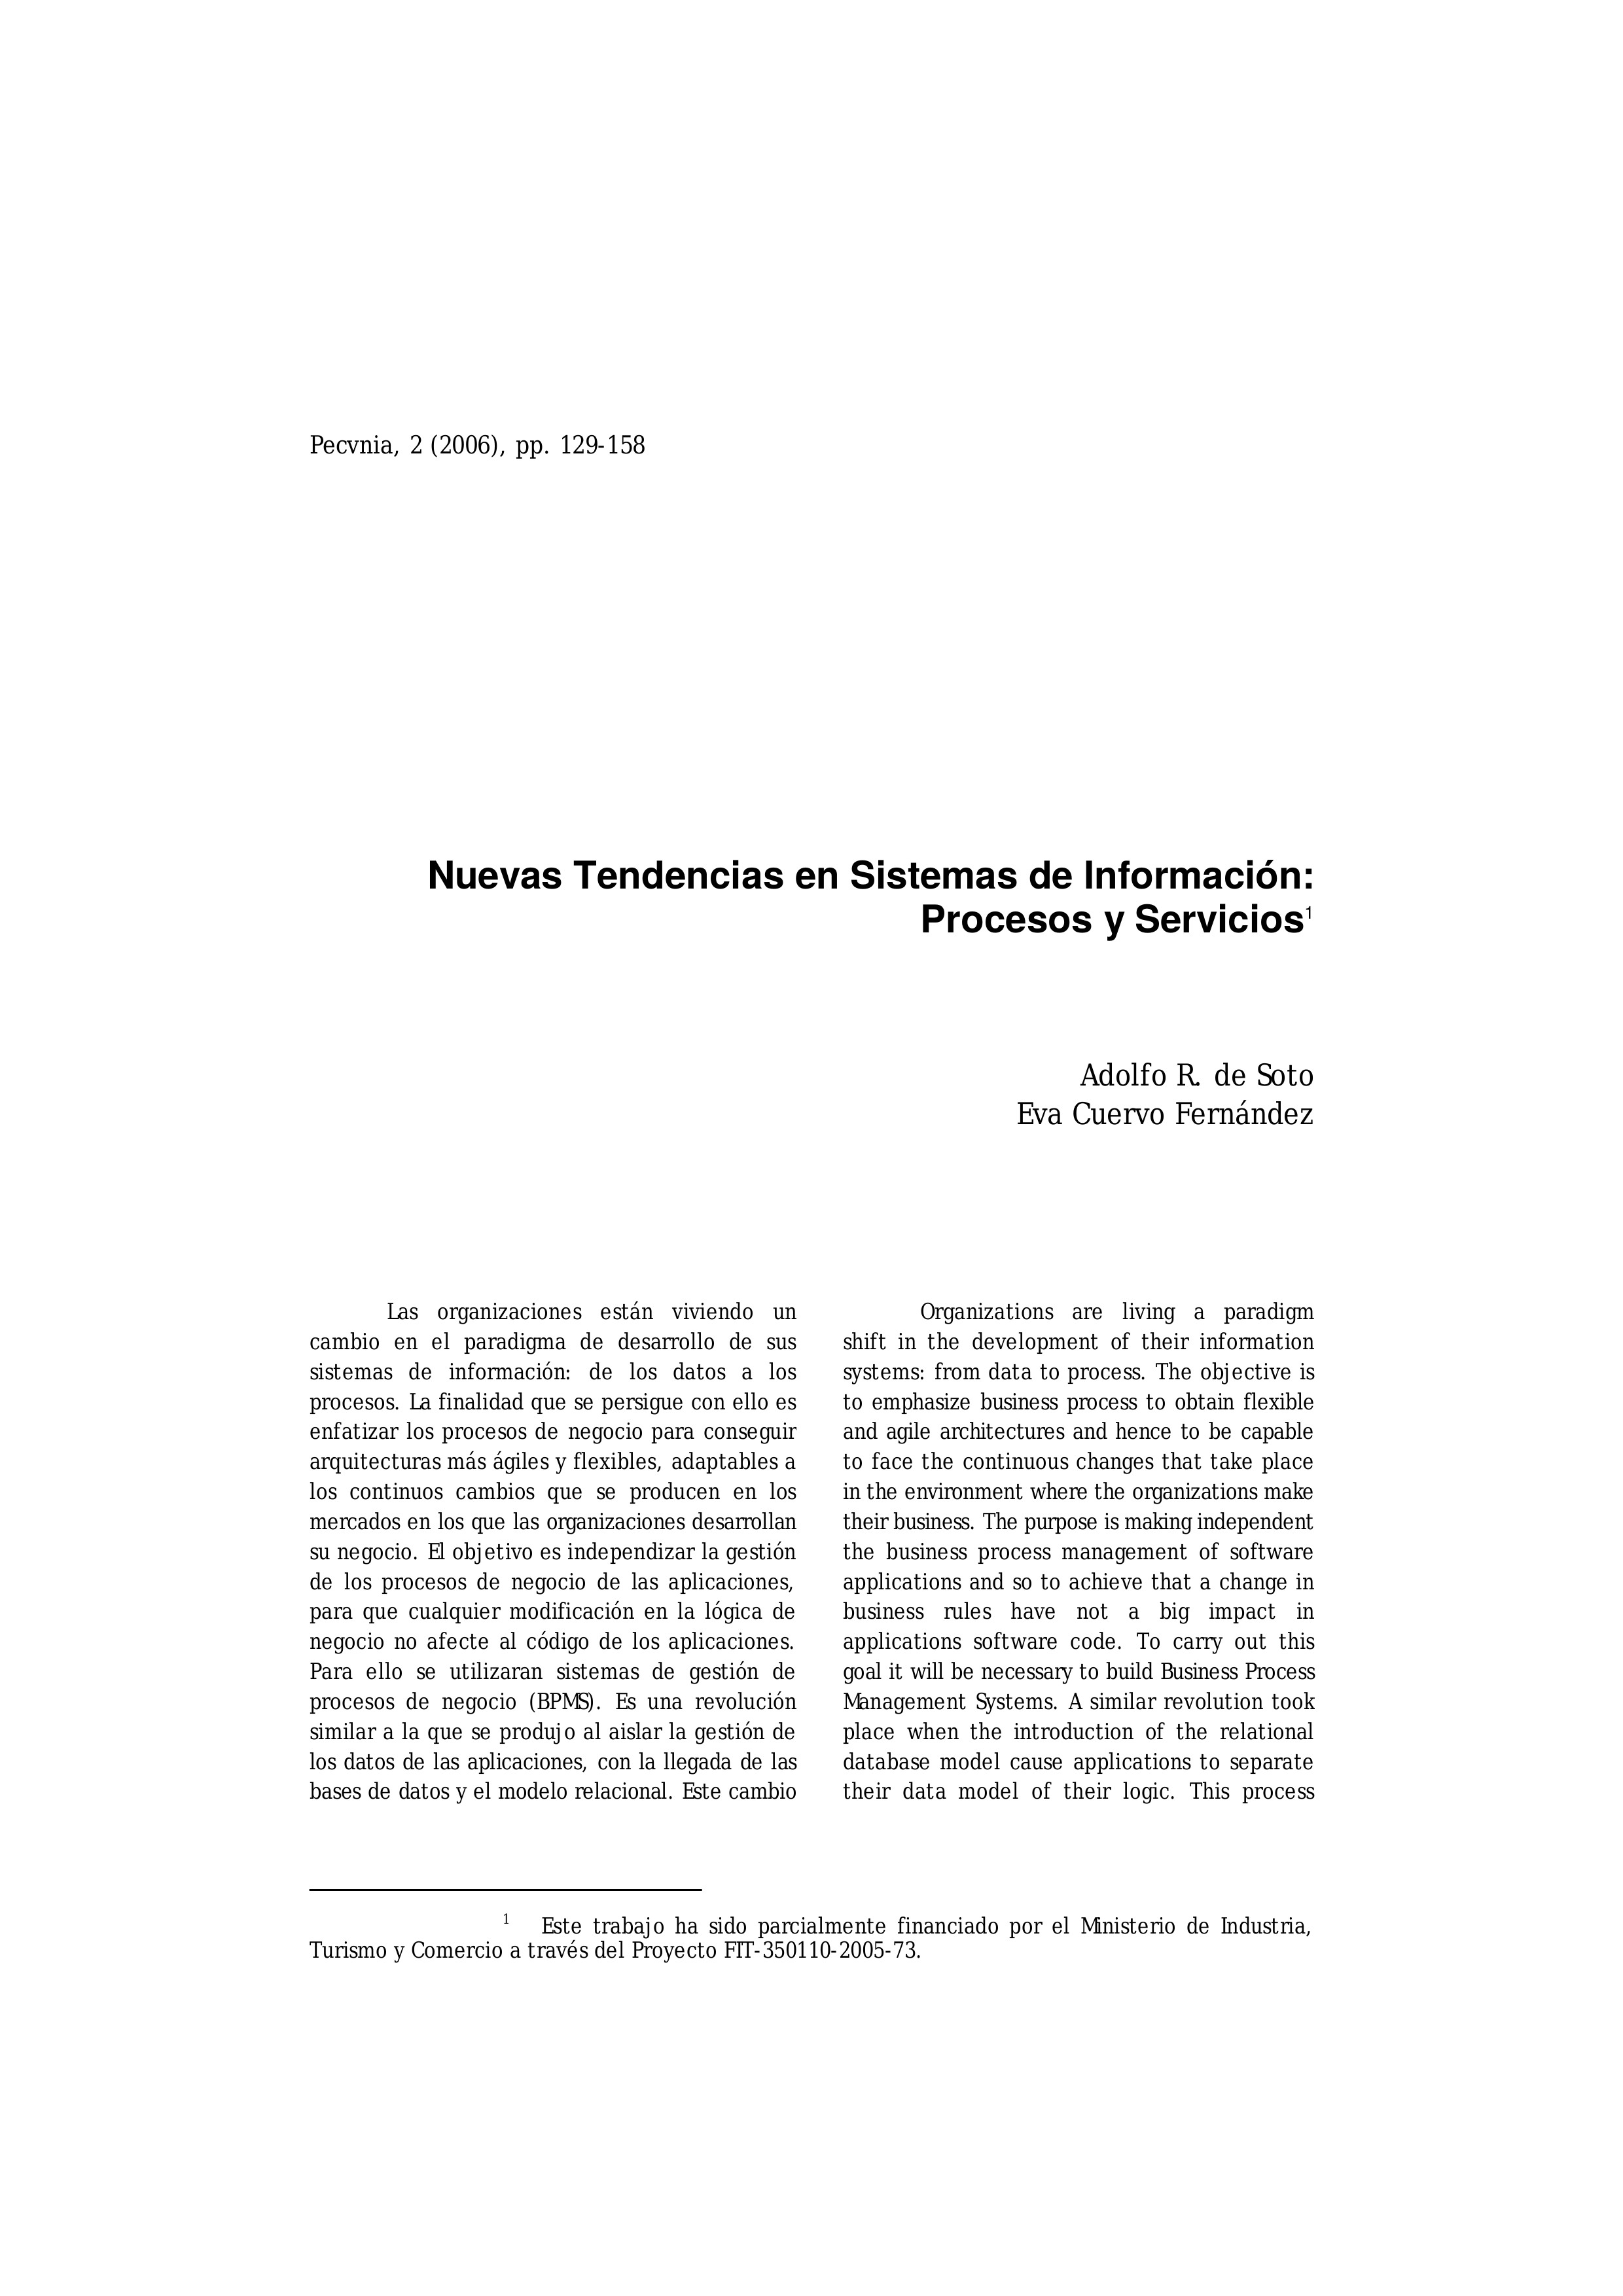 Pecvnia, 2 (2006), pp. 129-158
Nuevas Tendencias en Sistemas de Información:
Procesos y Servicios1
Adolfo R. de Soto
Eva Cuervo Fernández
Las organizaciones están viviendo un
cambio en el paradigma de desarrollo de sus
sistemas de información: de los datos a los
procesos. La finalidad que se persigue con ello es
enfatizar los procesos de negocio para conseguir
arquitecturas más ágiles y flexibles, adaptables a
los continuos cambios que se producen en los
mercados en los que las organizaciones desarrollan
su negocio. El objetivo es independizar la gestión
de los procesos de negocio de las aplicaciones,
para que cualquier modificación en la lógica de
negocio no afecte al código de los aplicaciones.
Para ello se utilizaran sistemas de gestión de
procesos de negocio (BPMS). Es una revolución
similar a la que se produjo al aislar la gestión de
los datos de las aplicaciones, con la llegada de las
bases de datos y el modelo relacional. Este cambio
Organizations are living a paradigm
shift in the development of their information
systems: from data to process. The objective is
to emphasize business process to obtain flexible
and agile architectures and hence to be capable
to face the continuous changes that take place
in the environment where the organizations make
their business. The purpose is making independent
the business process management of software
applications and so to achieve that a change in
business rules have not a big impact in
applications software code. To carry out this
goal it will be necessary to build Business Process
Management Systems. A similar revolution took
place when the introduction of the relational
database model cause applications to separate
their data model of their logic. This process
1 Este trabajo ha sido parcialmente financiado por el Ministerio de Industria,
Turismo y Comercio a través del Proyecto FIT-350110-2005-73.